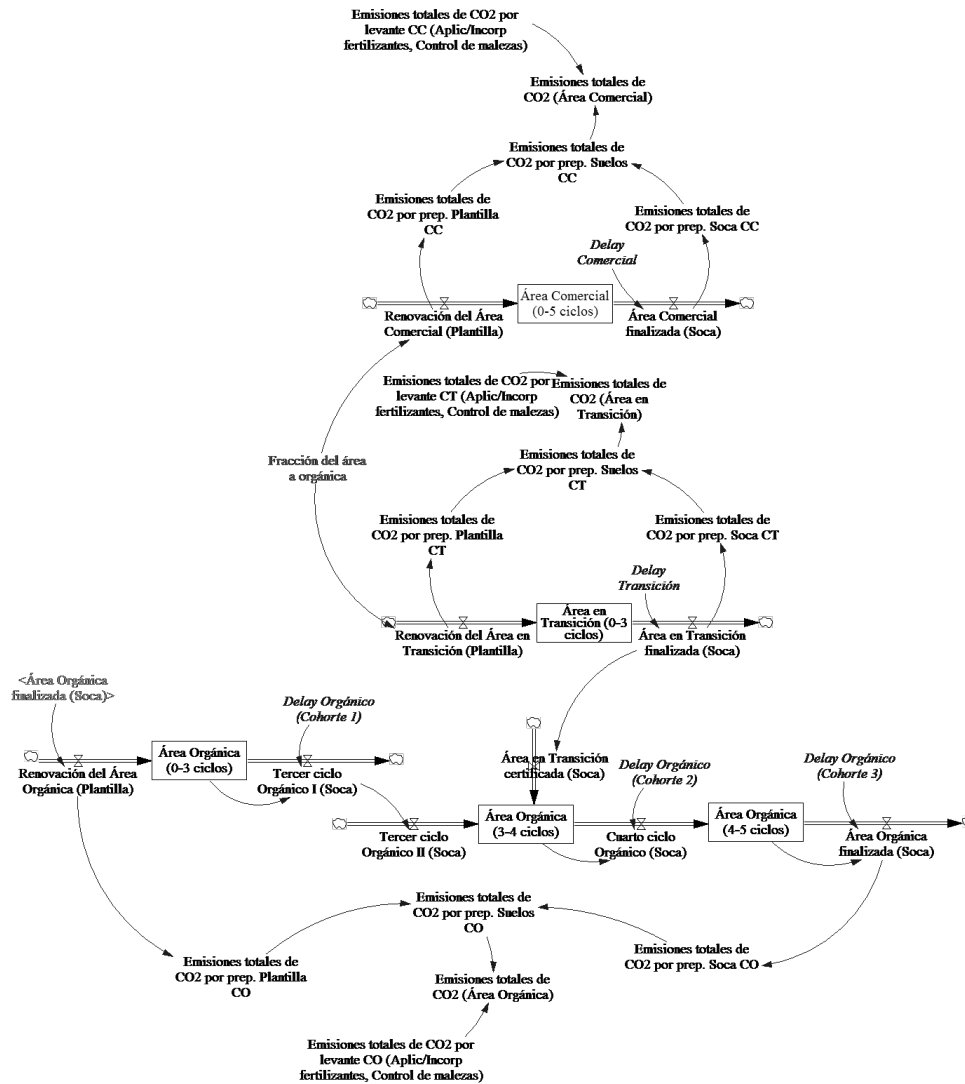 Emisiones totales de CO2 por
levante CC (Aplic/Incorp
fertilizantes, Control de malezas)
Emisiones totales de
CO2 (Área Comercial)
Emisiones totales de
CO2 por prep. Suelos
CC
Emisiones totales de
CO2 por prep. Plantilla
CC
Emisiones totales de
CO2 por prep. Soca CC
Delay
Comercial
Área Comercial
(0-5 ciclos)
Renovación del Área
Comercial (Plantilla)
Área Comercial
finalizada (Soca)
Emisiones totales de CO2 por
levante CT (Aplic/Incorp
fertilizantes, Control de malezas)
Emisiones totales de
CO2 (Área en
Transición)
Fracción del área
a orgánica
Emisiones totales de
CO2 por prep. Suelos
CT
Emisiones totales de
CO2 por prep. Plantilla
CT
Emisiones totales de
CO2 por prep. Soca CT
Delay
Transición
Área en
Transición (0-3
ciclos)
Renovación del Área en
Transición (Plantilla)
Área en Transición
finalizada (Soca)
<Área Orgánica
finalizada (Soca)>
Delay Orgánico
(Cohorte 1)
Área Orgánica
(0-3 ciclos)
Renovación del Área
Orgánica (Plantilla)
Tercer ciclo
Orgánico I (Soca)
Área en Transición
certificada (Soca)
Delay Orgánico
(Cohorte 2)
Delay Orgánico
(Cohorte 3)
Tercer ciclo
Orgánico II (Soca)
Área Orgánica
(3-4 ciclos)
Cuarto ciclo
Orgánico (Soca)
Área Orgánica
(4-5 ciclos)
Área Orgánica
finalizada (Soca)
Emisiones totales de
CO2 por prep. Suelos
CO
Emisiones totales de
CO2 por prep. Plantilla
CO
Emisiones totales de
CO2 por prep. Soca CO
Emisiones totales de
CO2 (Área Orgánica)
Emisiones totales de CO2 por
levante CO (Aplic/Incorp
fertilizantes, Control de malezas)